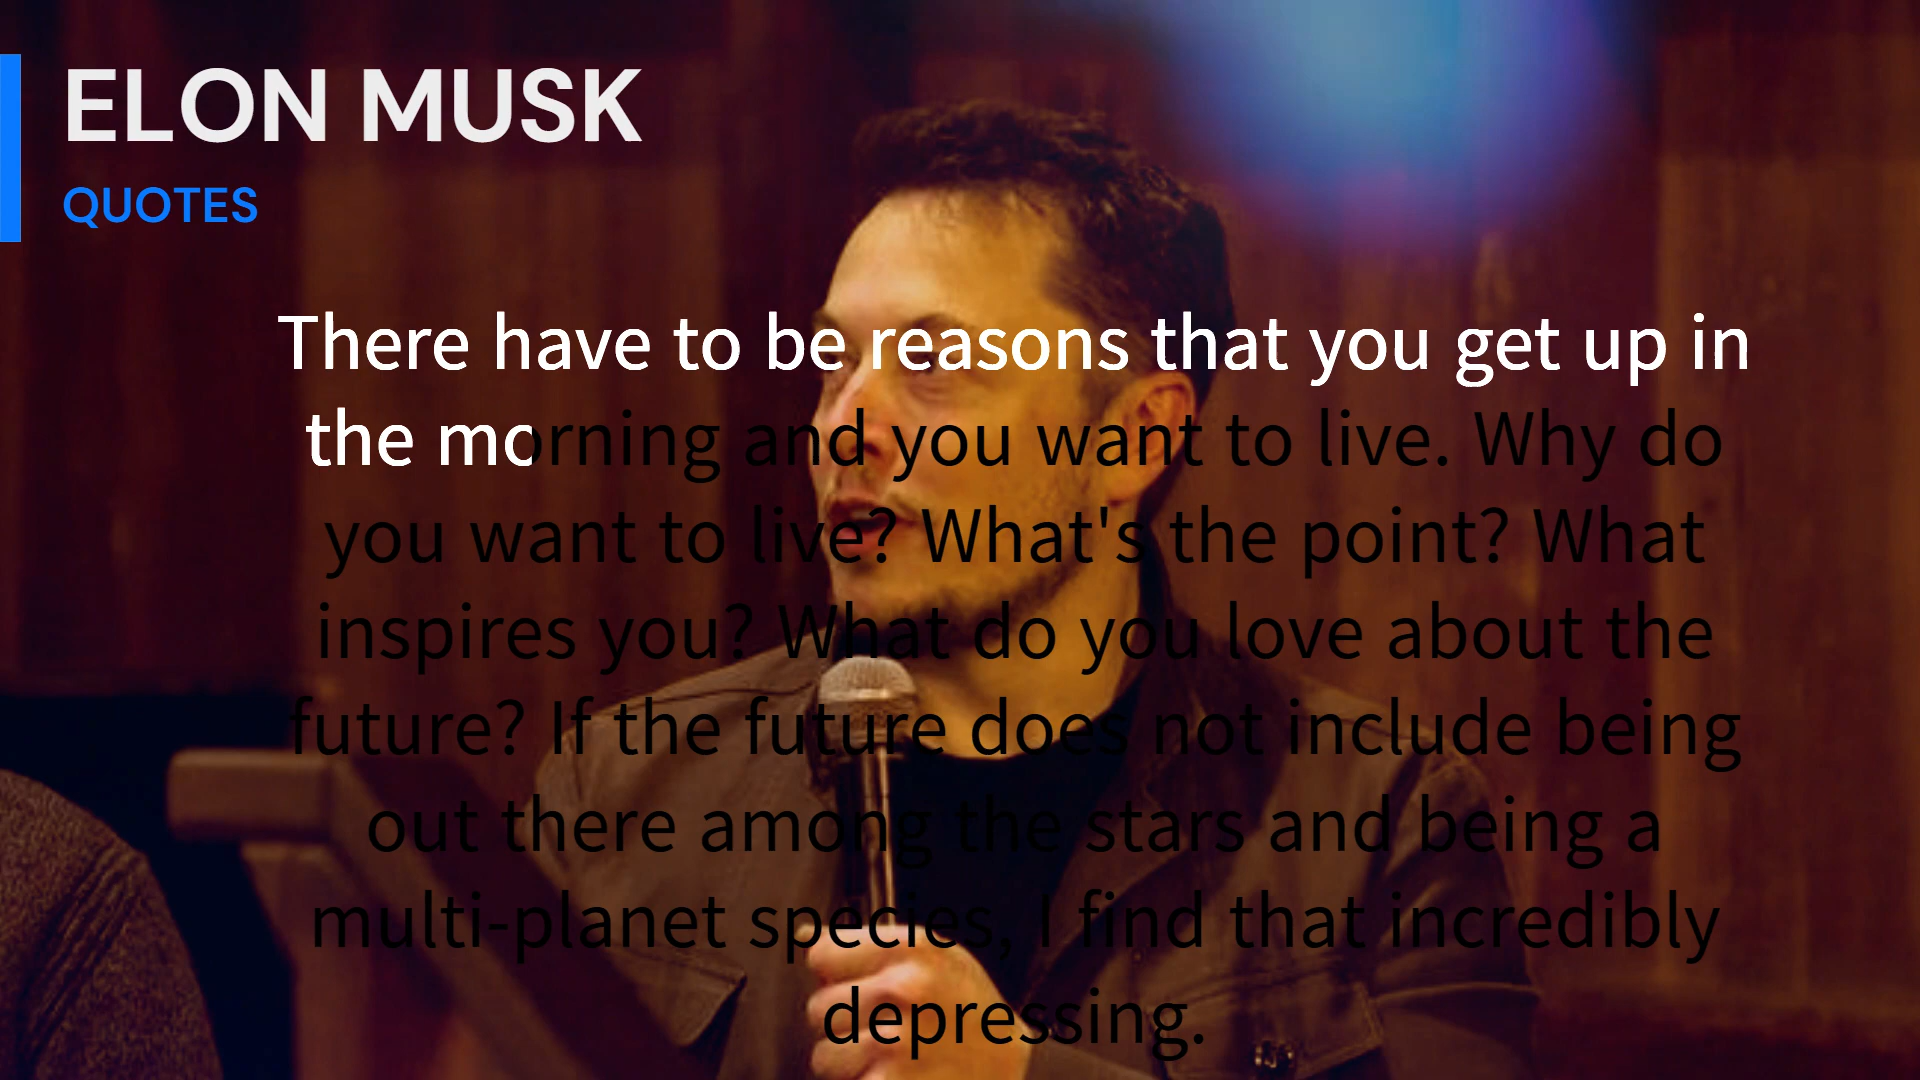 ELON MUSK
QUOTES
There have to be reasons that you get up in
the morning and you want to live. Why do
you want to live? What's the point? What
inspires you? What do you love about the
future? If the future does not include being
out there among the stars and being a
multi-planet species, I find that incredibly
depressing.